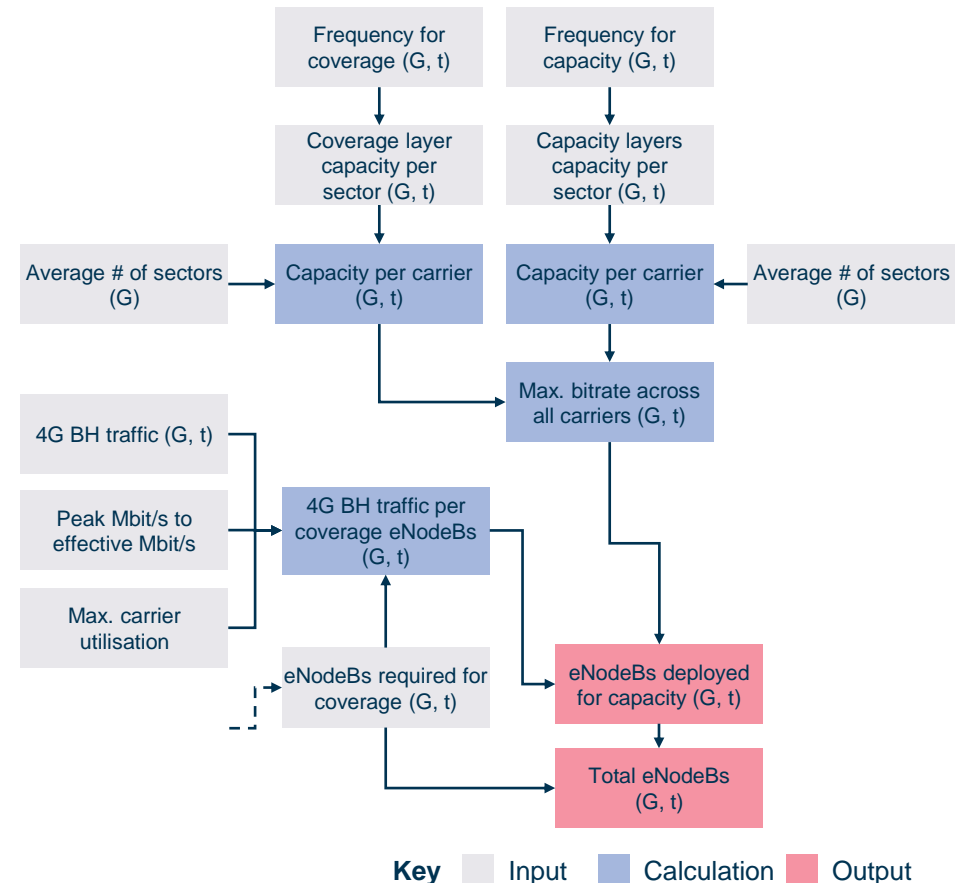 Frequency for
coverage (G, t)
Frequency for
capacity (G, t)
Coverage layer
capacity per
sector (G, t)
Capacity layers
capacity per
sector (G, t)
Average # of sectors
(G)
Capacity per carrier
(G, t)
Capacity per carrier
(G, t)
Average # of sectors
(G)
Max. bitrate across
all carriers (G, t)
4G BH traffic (G, t)
Peak Mbit/s to
effective Mbit/s
4G BH traffic per
coverage eNodeBs
(G, t)
Max. carrier
utilisation
eNodeBs required for
coverage (G, t)
eNodeBs deployed
for capacity (G, t)
Total eNodeBs
(G, t)
Key Input Calculation Output